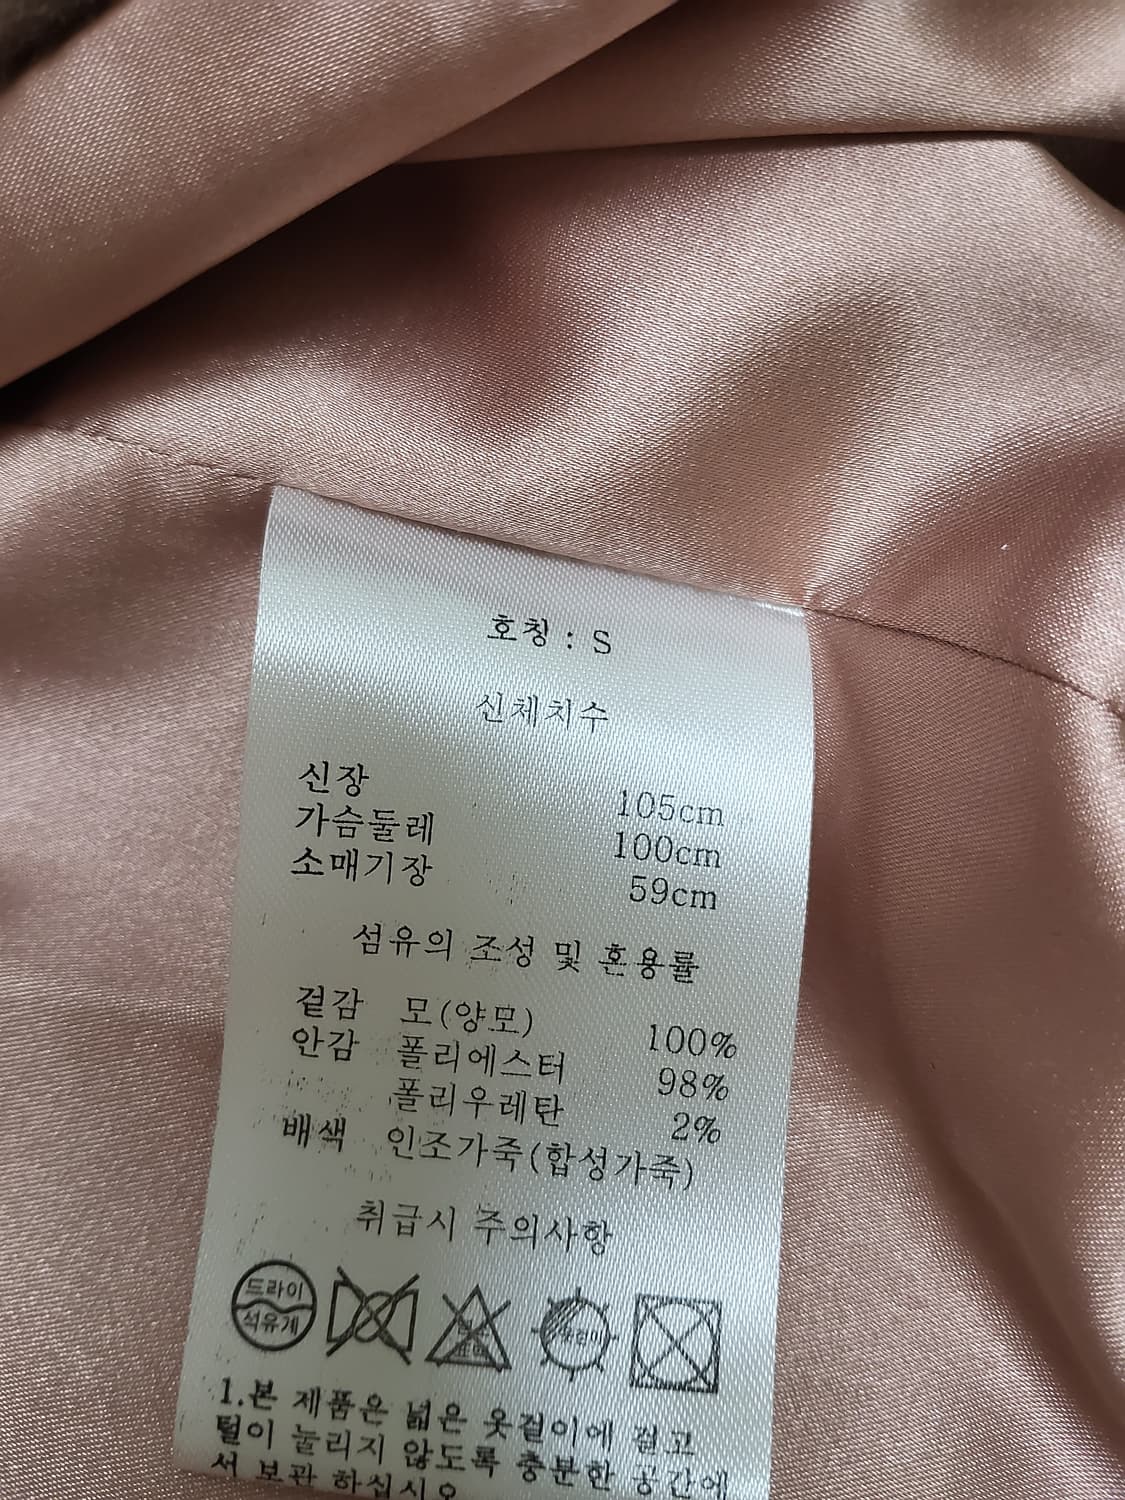 호칭 : S
신체치수
신장 105cm
가슴둘레 100cm
소매기장 59cm
섬유의 조성 및 혼용률
겉감 모(양모) 100%
안감 폴리에스터 98%
폴리우레탄 2%
배색 인조가죽(합성가죽)
취급시 주의사항
드라이
석유계
1.본 제품은 넓은 옷걸이에 걸고
털이 눌리지 않도록 충분한 공간에
서 보관 하십시오